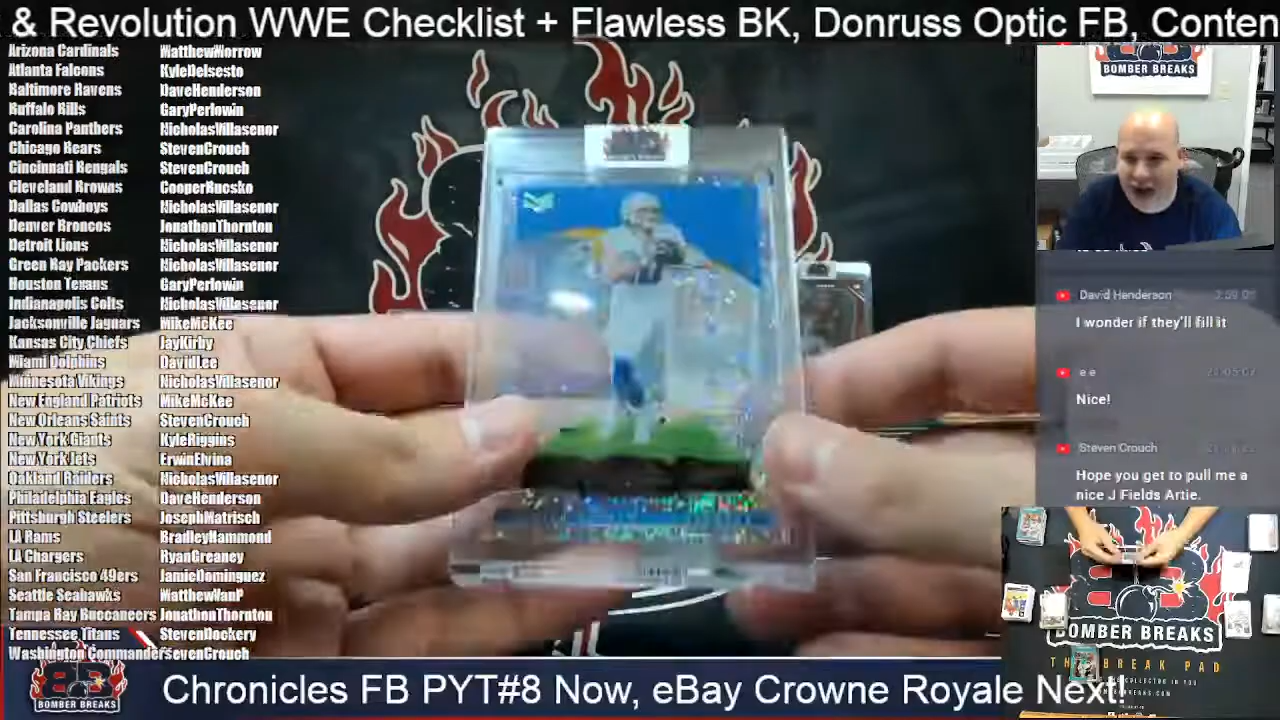 & Revolution WWE Checklist + Flawless BK, Donruss Optic FB, Conten
Arizona Cardinals MatthewMorrow
Atlanta Falcons KyleDelsesto
Baltimore Ravens DaveHenderson
Buffalo Bills GaryPerlowin
Carolina Panthers NicholasVillasenor
Chicago Bears StevenCrouch
Cincinnati Bengals StevenCrouch
Cleveland Browns CooperRucsko
Dallas Cowboys NicholasVillasenor
Denver Broncos JonathonThornton
Detroit Lions NicholasVillasenor
Green Bay Packers NicholasVillasenor
Houston Texans GaryPerlowin
Indianapolis Colts NicholasVillasenor
Jacksonville Jaguars MikeMcKee
Kansas City Chiefs JayKirby
Miami Dolphins DavidLee
Minnesota Vikings NicholasVillasenor
New England Patriots MikeMcKee
New Orleans Saints StevenCrouch
New York Giants KyleRiggins
New York Jets ErwinElvina
Oakland Raiders NicholasVillasenor
Philadelphia Eagles DaveHenderson
Pittsburgh Steelers JosephMatrisch
LA Rams BradleyHammond
LA Chargers RyanGreaney
San Francisco 49ers JamieDominguez
Seattle Seahawks MatthewVanP
Tampa Bay Buccaneers JonathonThornton
Tennessee Titans StevenDockery
Washington CommandersSevenCrouch
BOMBER BREAKS
David Henderson
I wonder if they'll fill it
e e
Nice!
Steven Crouch
Hope you get to pull me a
nice J Fields Artie.
BOMBER BREAKS
THE BREAK PAD
BOMBER BREAKS
Chronicles FB PYT#8 Now, eBay Crowne Royale Next!